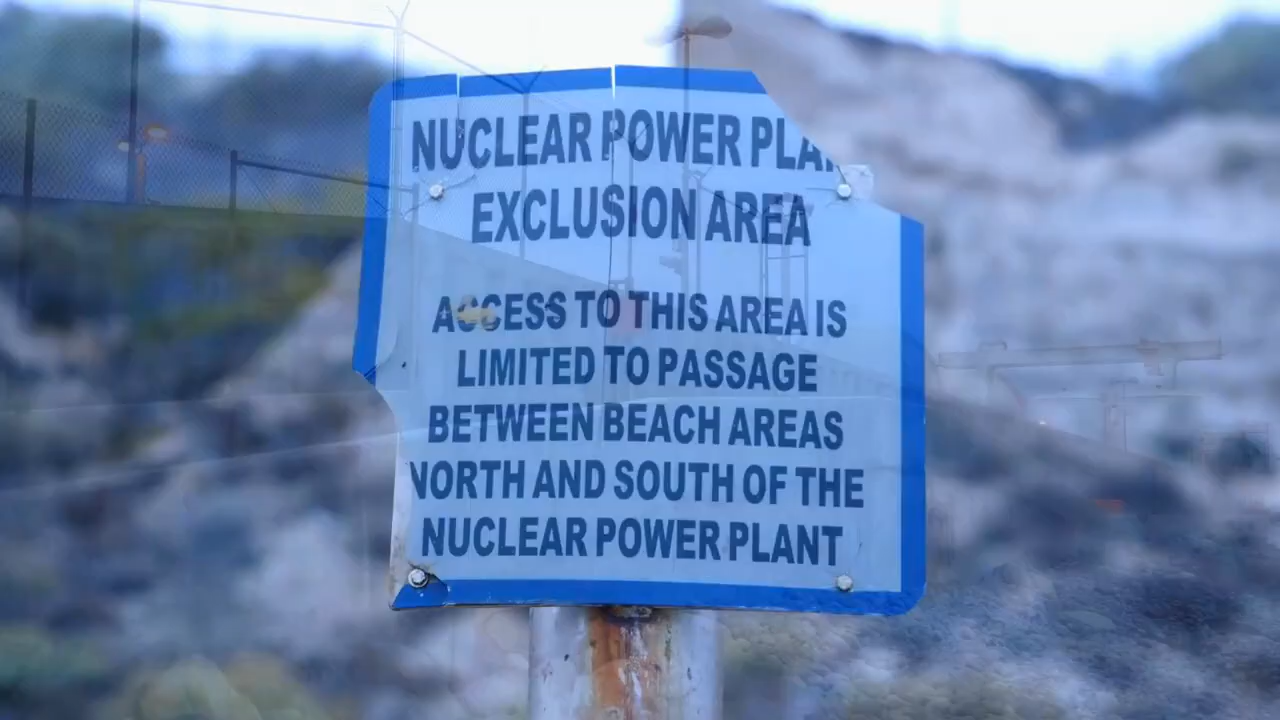 NUCLEAR POWER PLA
EXCLUSION AREA
ACCESS TO THIS AREA IS
LIMITED TO PASSAGE
BETWEEN BEACH AREAS
NORTH AND SOUTH OF THE
NUCLEAR POWER PLANT